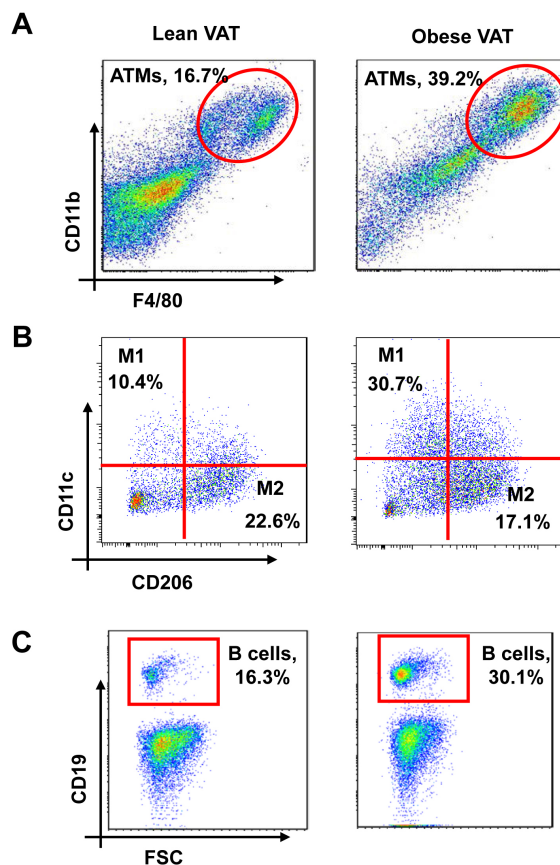 A
Lean VAT
Obese VAT
ATMs, 16.7%
ATMs, 39.2%
CD11b
F4/80
B
M1
10.4%
M2
22.6%
M1
30.7%
M2
17.1%
CD11c
CD206
C
B cells,
16.3%
B cells,
30.1%
CD19
FSC